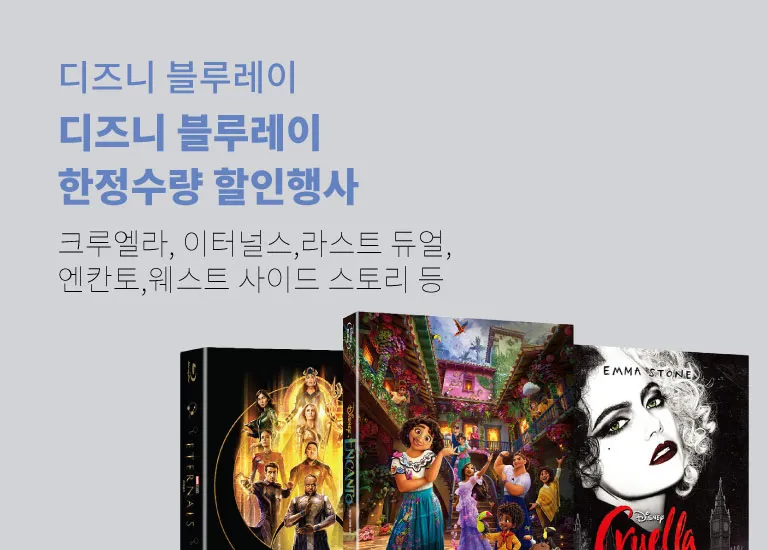 디즈니 블루레이
디즈니 블루레이
한정수량 할인행사
크루엘라, 이터널스,라스트 듀얼,
엔칸토,웨스트 사이드 스토리 등
ETERNALS
Disney
ENCANTO
EMMA STONE
Disney
Cruella